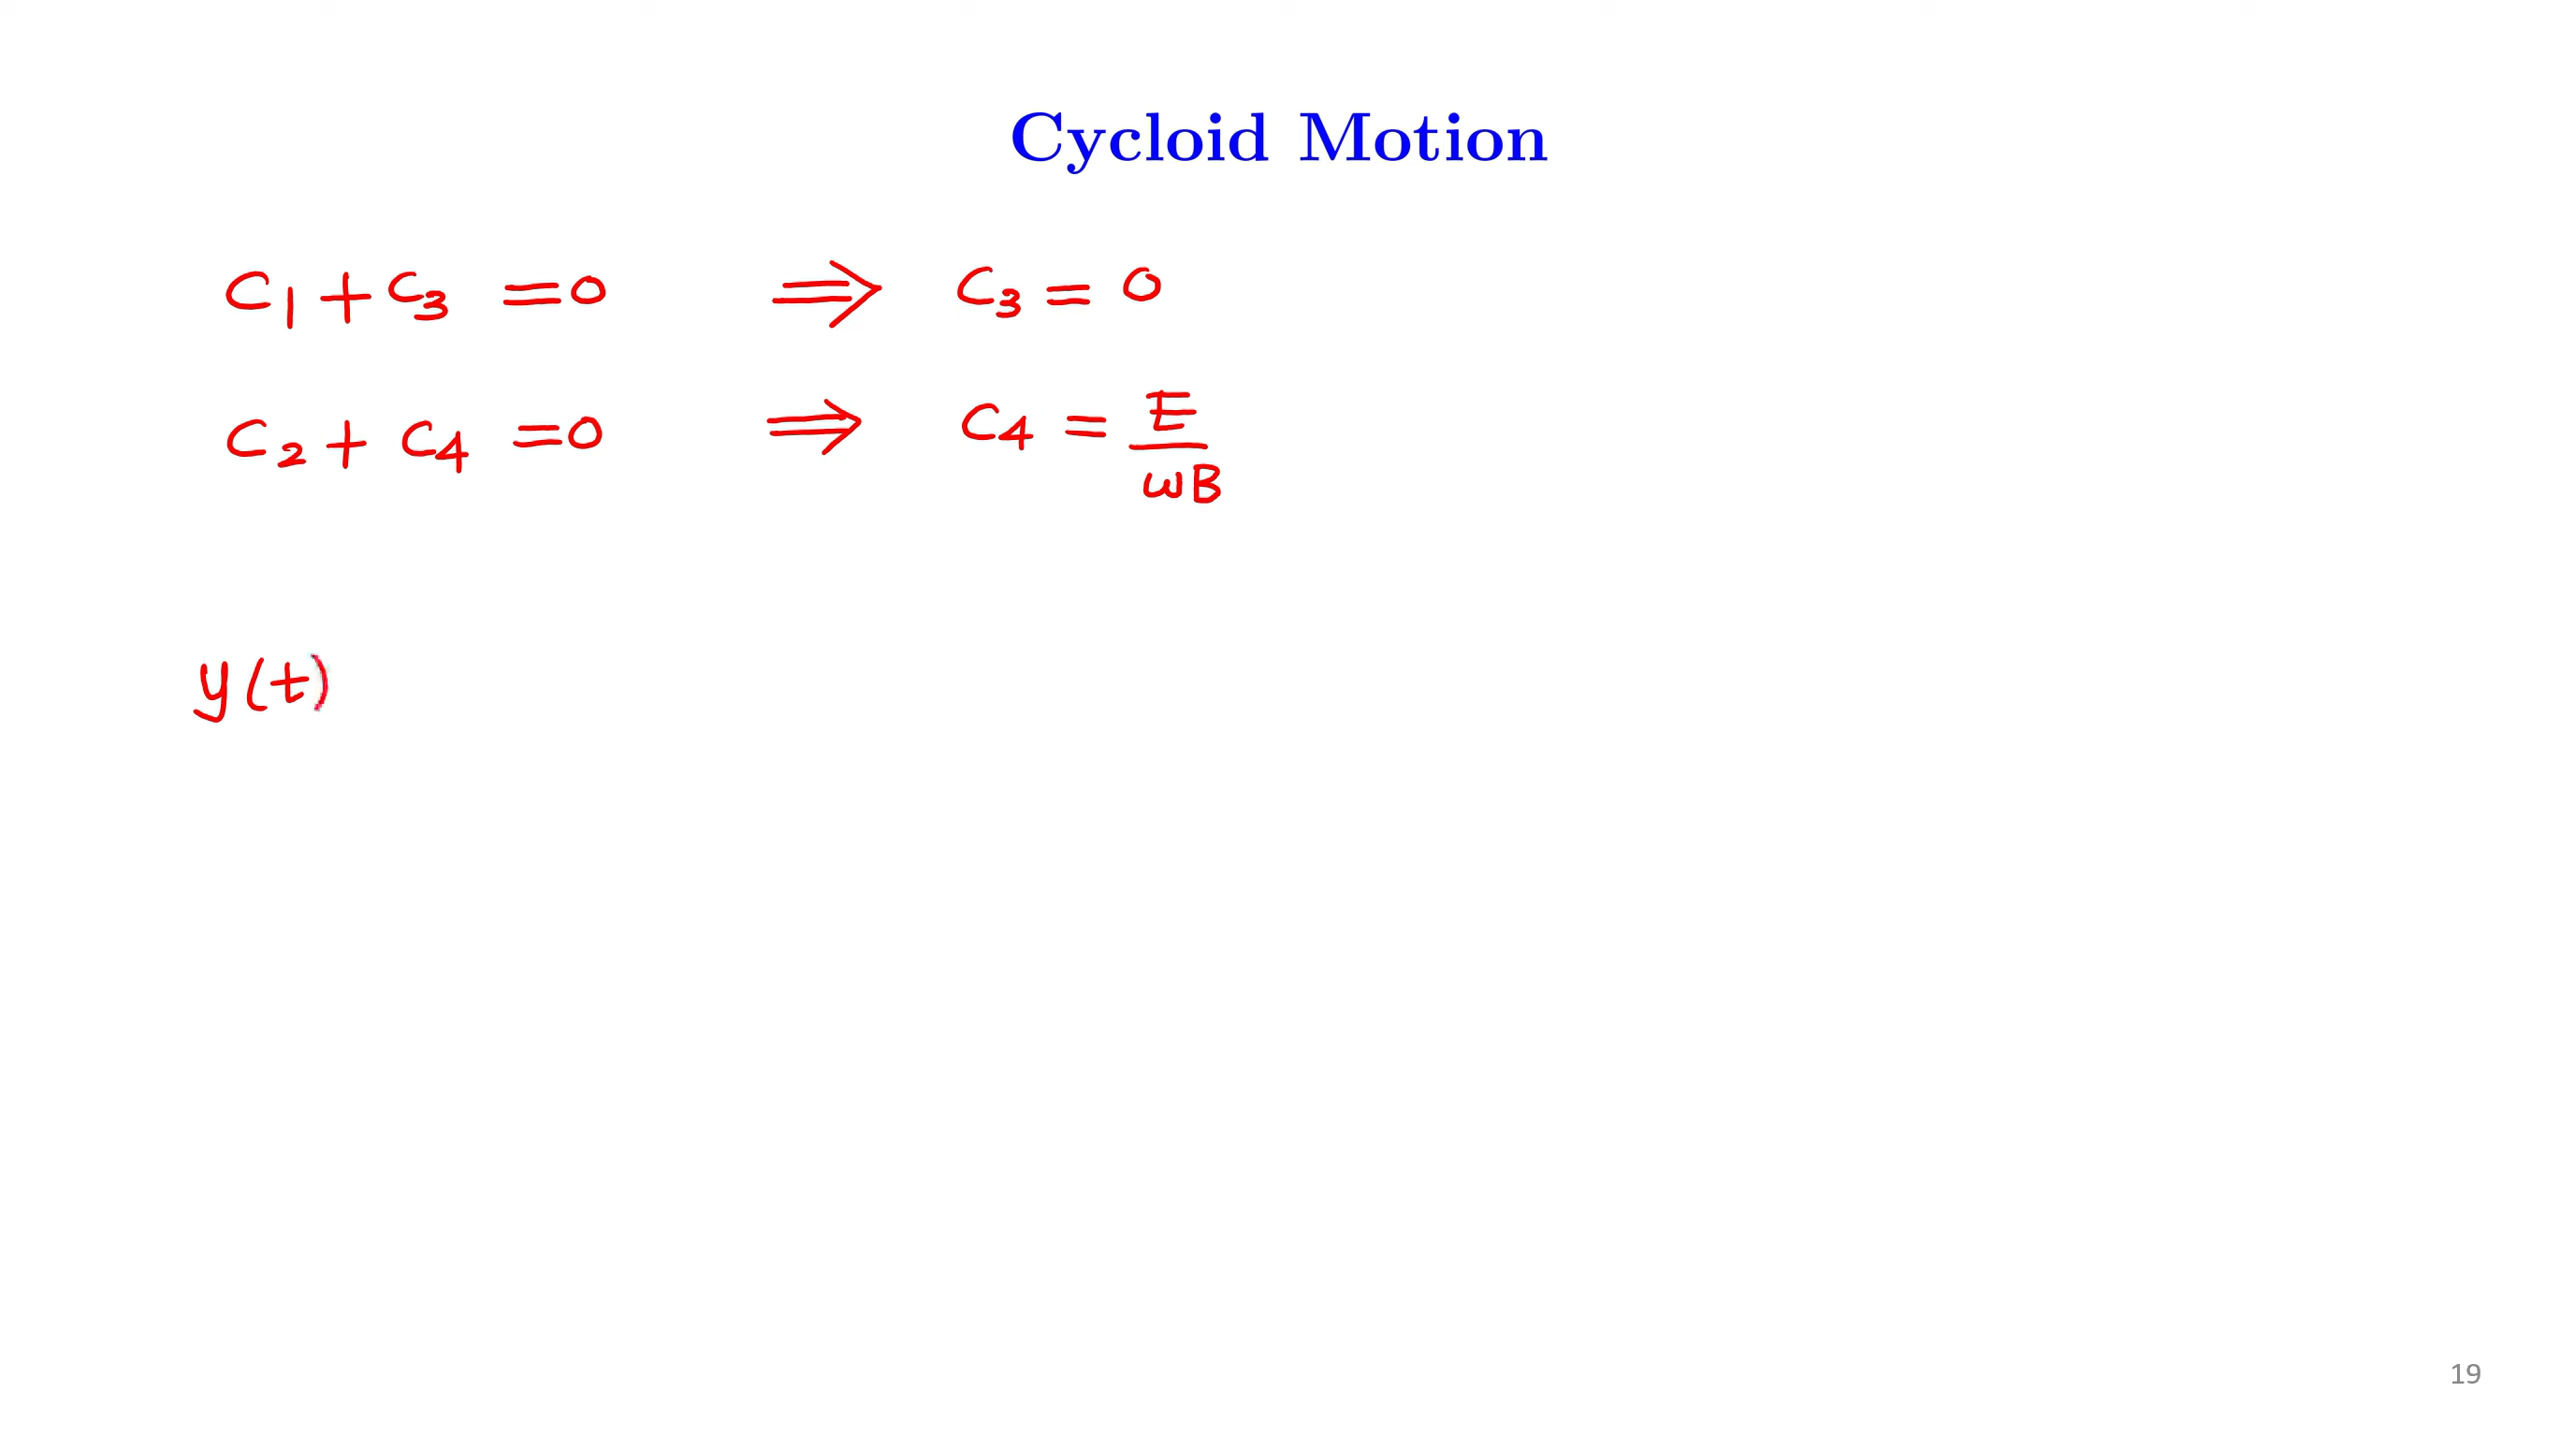 Cycloid Motion
C₁ + C₃ = 0 ⟹ C₃ = 0
C₂ + C₄ = 0 ⟹ C₄ = E/ωB
y(t)
19